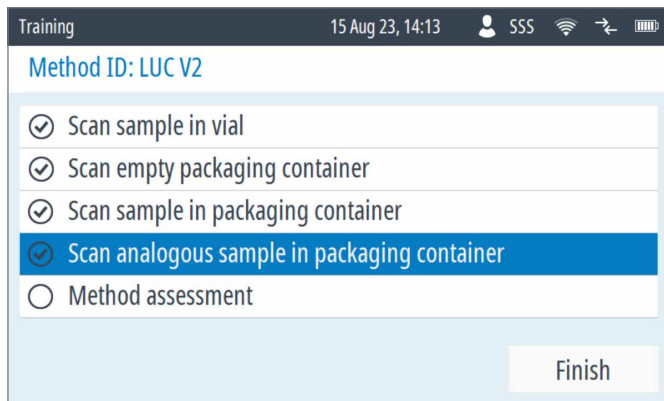 Training 15 Aug 23, 14:13 SSS
Method ID: LUC V2
Scan sample in vial
Scan empty packaging container
Scan sample in packaging container
Scan analogous sample in packaging container
Method assessment
Finish